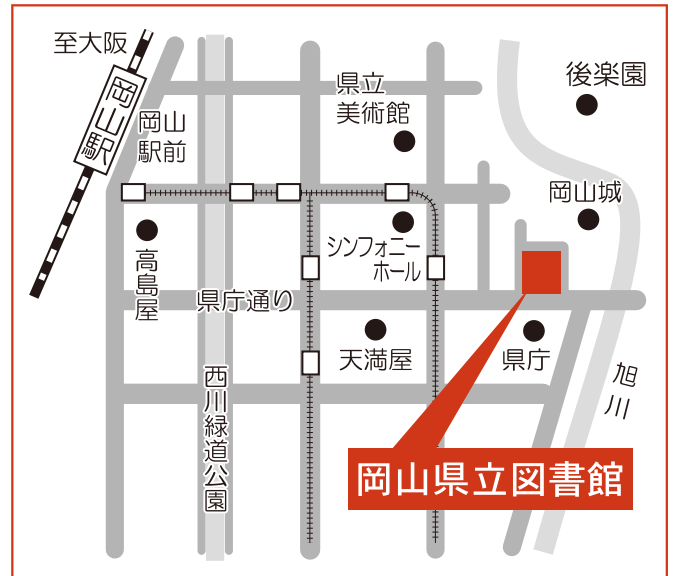 至大阪
岡山駅
岡山
駅前
県立
美術館
後楽園
岡山城
高島屋
シンフォニー
ホール
県庁通り
天満屋
県庁
西川緑道公園
旭川
岡山県立図書館